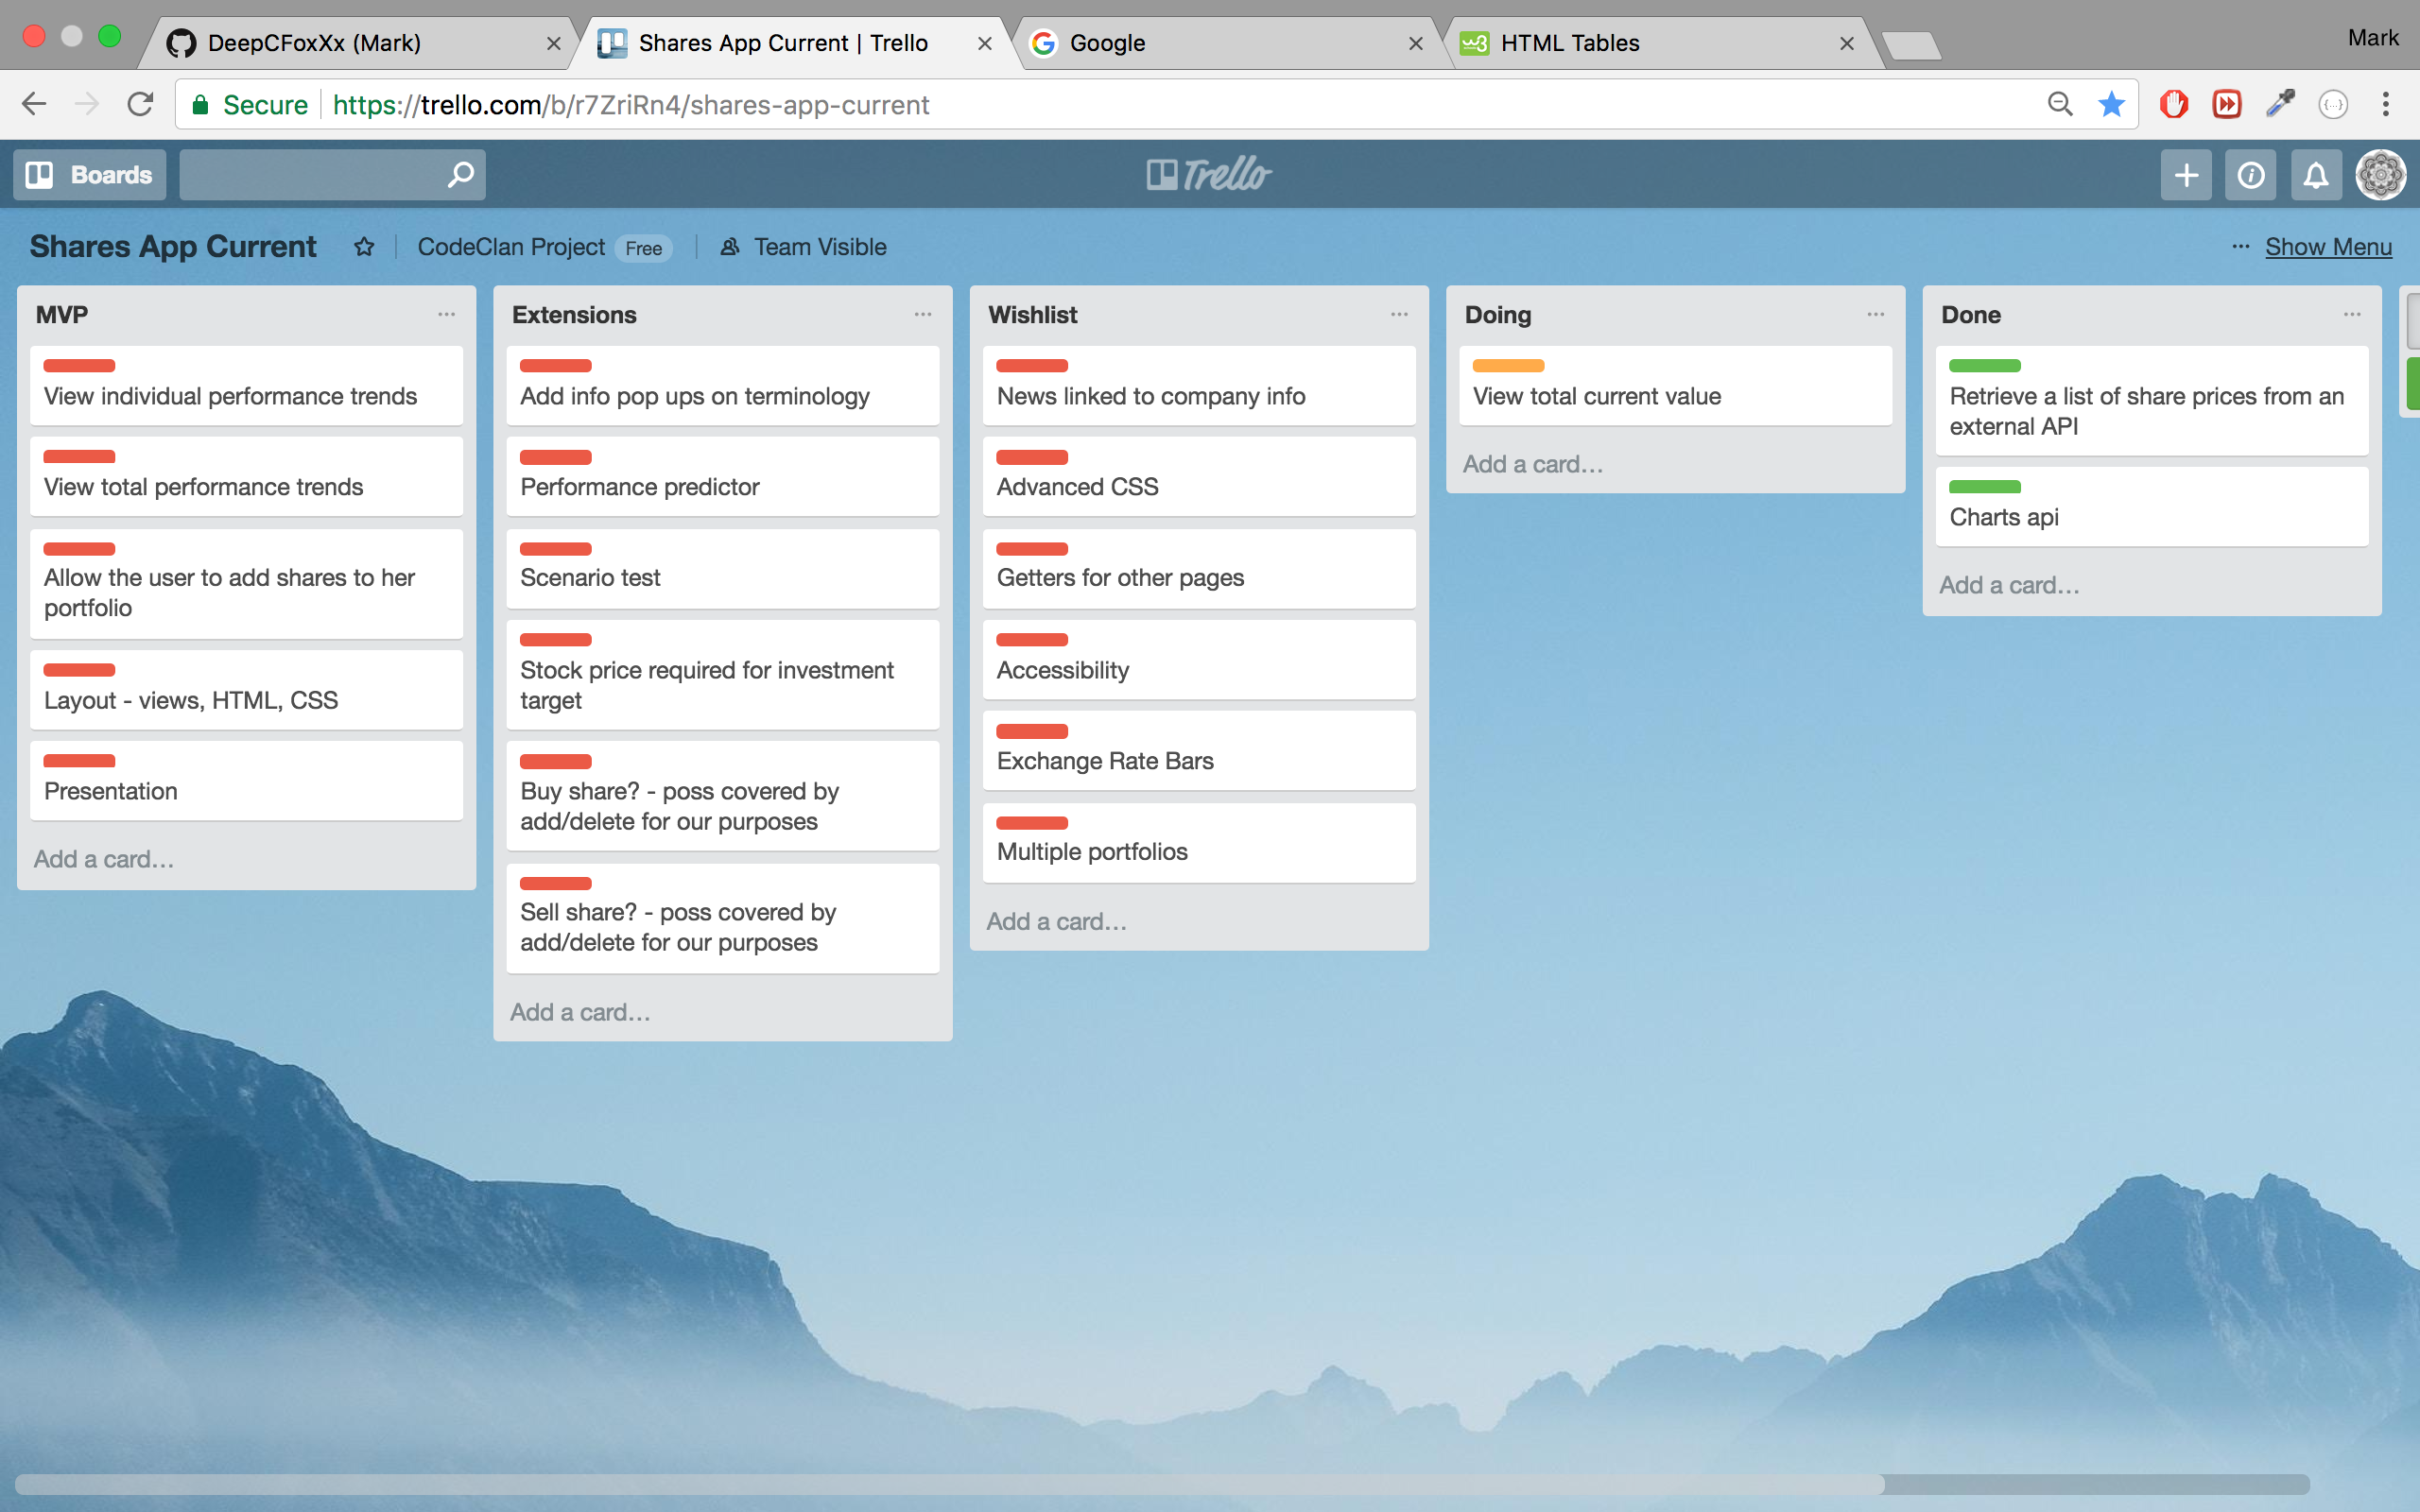 DeepCFoxXx (Mark)
Shares App Current | Trello
Google
w3
HTML Tables
Mark
Secure
https://trello.com/b/r7ZriRn4/shares-app-current
Boards
Trello
Shares App Current
CodeClan Project
Free
Team Visible
··· Show Menu
MVP
View individual performance trends
View total performance trends
Allow the user to add shares to her
portfolio
Layout - views, HTML, CSS
Presentation
Add a card…
Extensions
Add info pop ups on terminology
Performance predictor
Scenario test
Stock price required for investment
target
Buy share? - poss covered by
add/delete for our purposes
Sell share? - poss covered by
add/delete for our purposes
Add a card…
Wishlist
News linked to company info
Advanced CSS
Getters for other pages
Accessibility
Exchange Rate Bars
Multiple portfolios
Add a card…
Doing
View total current value
Add a card…
Done
Retrieve a list of share prices from an
external API
Charts api
Add a card…